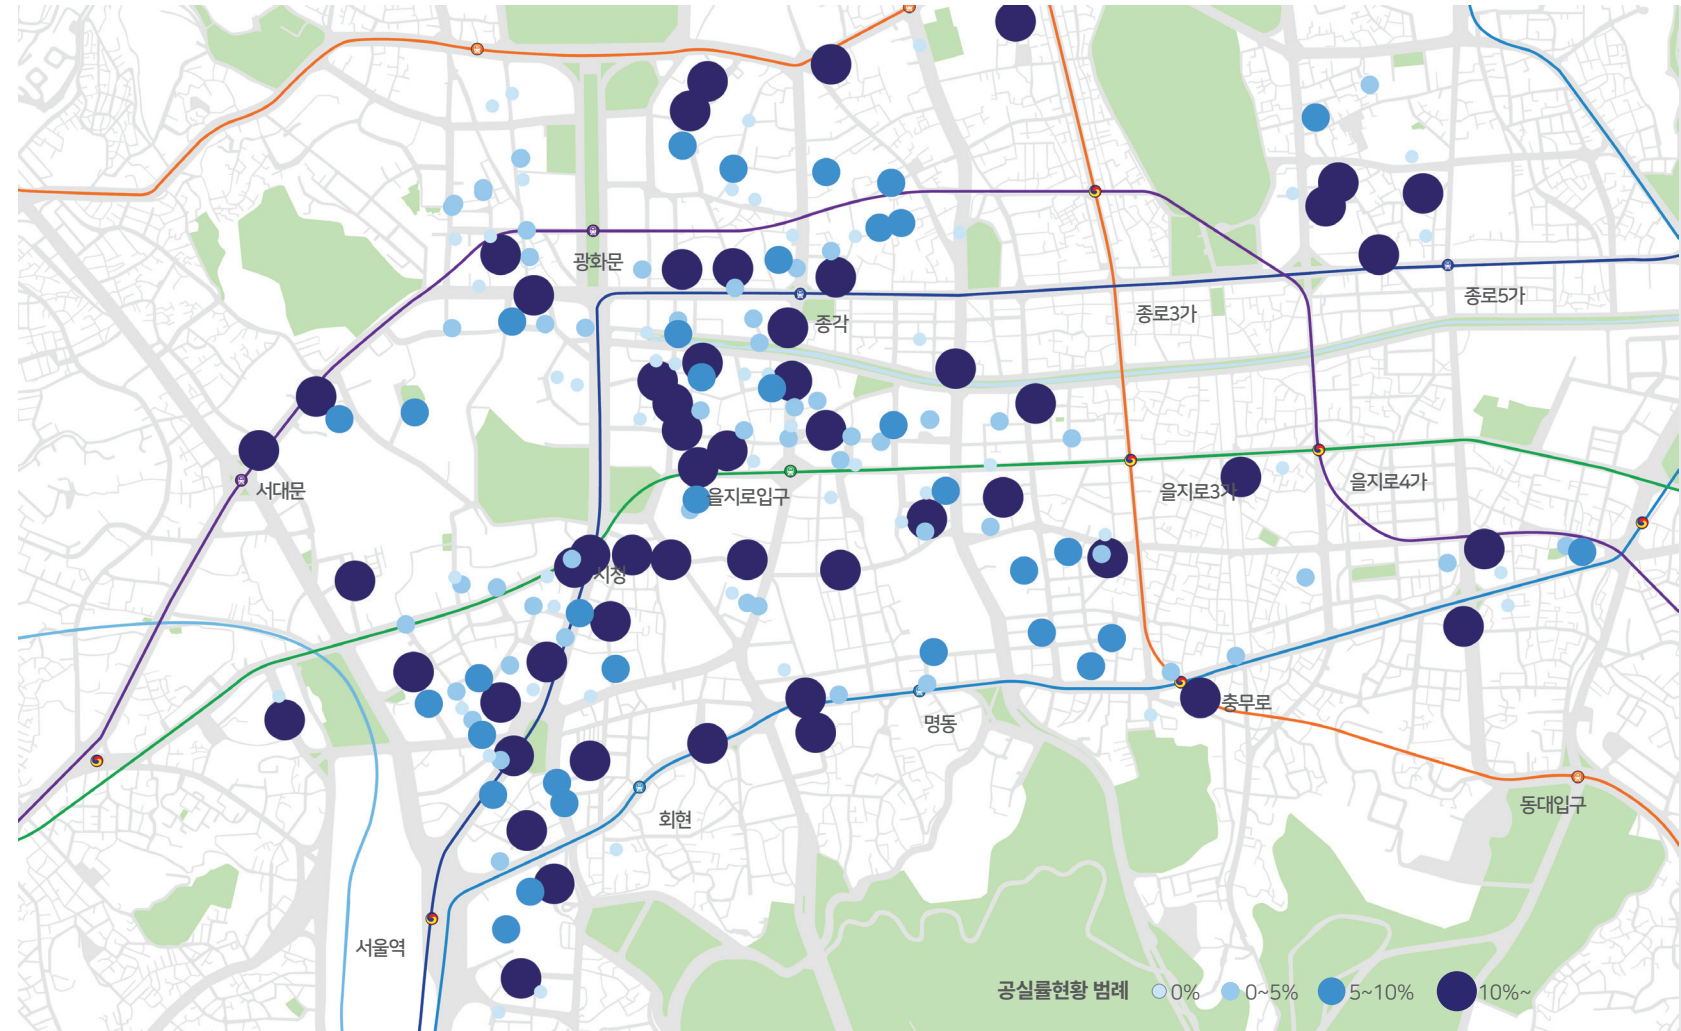 광화문
종각
종로3가
종로5가
서대문
을지로입구
을지로3가
을지로4가
시청
충무로
명동
동대입구
회현
서울역
공실률현황 범례 0% 0~5% 5~10% 10%~